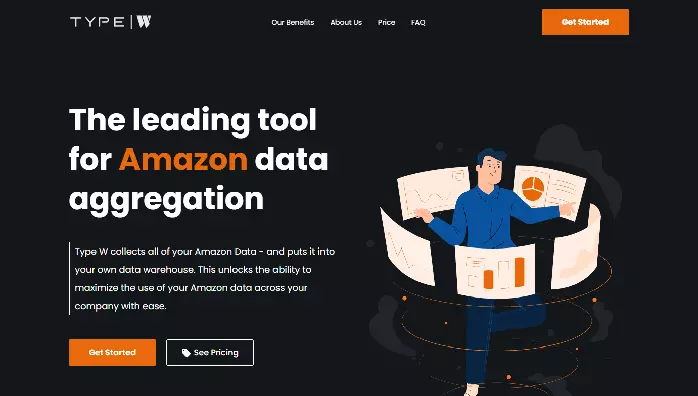 TYPE | W
Our Benefits About Us Price FAQ
Get Started
The leading tool
for Amazon data
aggregation
Type W collects all of your Amazon Data - and puts it into
your own data warehouse. This unlocks the ability to
maximize the use of your Amazon data across your
company with ease.
Get Started
See Pricing